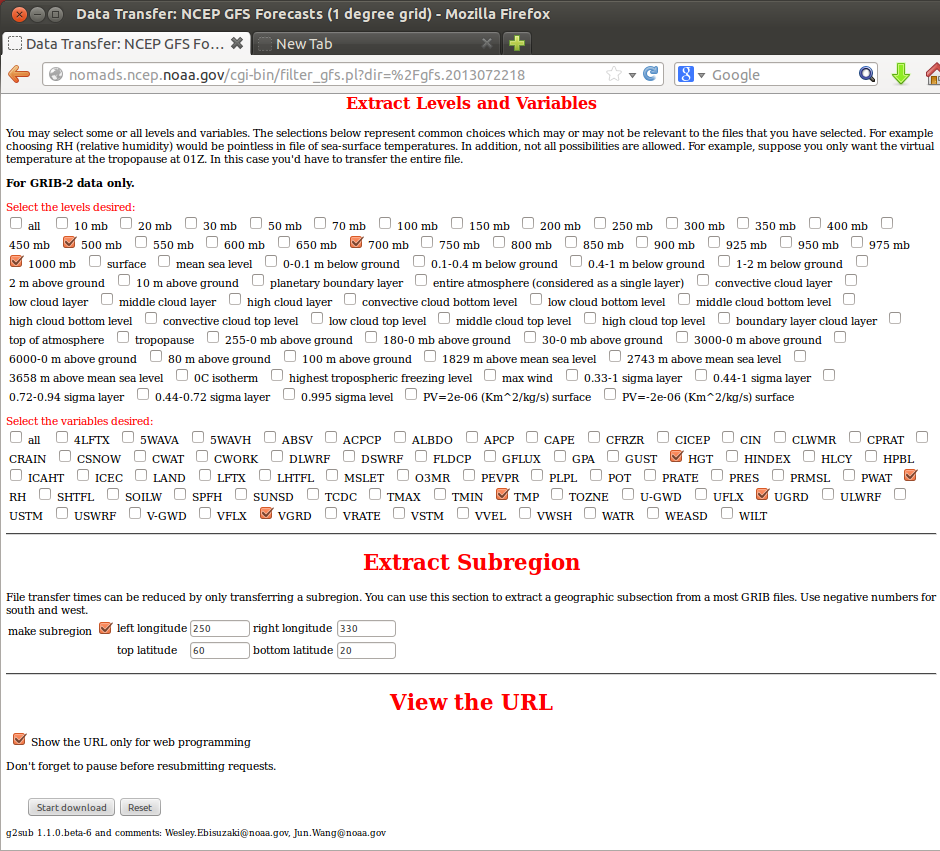 Data Transfer: NCEP GFS Forecasts (1 degree grid) - Mozilla Firefox
Data Transfer: NCEP GFS Fo... New Tab
nomads.ncep.noaa.gov/cgi-bin/filter_gfs.pl?dir=%2Fgfs.2013072218 Google
Extract Levels and Variables
You may select some or all levels and variables. The selections below represent common choices which may or may not be relevant to the files that you have selected. For example
choosing RH (relative humidity) would be pointless in file of sea-surface temperatures. In addition, not all possibilities are allowed. For example, suppose you only want the virtual
temperature at the tropopause at 01Z. In this case you'd have to transfer the entire file.
For GRIB-2 data only.
Select the levels desired:
all 10 mb 20 mb 30 mb 50 mb 70 mb 100 mb 150 mb 200 mb 250 mb 300 mb 350 mb 400 mb
450 mb 500 mb 550 mb 600 mb 650 mb 700 mb 750 mb 800 mb 850 mb 900 mb 925 mb 950 mb 975 mb
1000 mb surface mean sea level 0-0.1 m below ground 0.1-0.4 m below ground 0.4-1 m below ground 1-2 m below ground
2 m above ground 10 m above ground planetary boundary layer entire atmosphere (considered as a single layer) convective cloud layer
low cloud layer middle cloud layer high cloud layer convective cloud bottom level low cloud bottom level middle cloud bottom level
high cloud bottom level convective cloud top level low cloud top level middle cloud top level high cloud top level boundary layer cloud layer
top of atmosphere tropopause 255-0 mb above ground 180-0 mb above ground 30-0 mb above ground 3000-0 m above ground
6000-0 m above ground 80 m above ground 100 m above ground 1829 m above mean sea level 2743 m above mean sea level
3658 m above mean sea level 0C isotherm highest tropospheric freezing level max wind 0.33-1 sigma layer 0.44-1 sigma layer
0.72-0.94 sigma layer 0.44-0.72 sigma layer 0.995 sigma level PV=2e-06 (Km^2/kg/s) surface PV=-2e-06 (Km^2/kg/s) surface
Select the variables desired:
all 4LFTX 5WAVA 5WAVH ABSV ACPCP ALBDO APCP CAPE CFRZR CICEP CIN CLWMR CPRAT
CRAIN CSNOW CWAT CWORK DLWRF DSWRF FLDCP GFLUX GPA GUST HGT HINDEX HLCY HPBL
ICAHT ICEC LAND LFTX LHTFL MSLET O3MR PEVPR PLPL POT PRATE PRES PRMSL PWAT
RH SHTFL SOILW SPFH SUNSD TCDC TMAX TMIN TMP TOZNE U-GWD UFLX UGRD ULWRF
USTM USWRF V-GWD VFLX VGRD VRATE VSTM VVEL VWSH WATR WEASD WILT
Extract Subregion
File transfer times can be reduced by only transferring a subregion. You can use this section to extract a geographic subsection from a most GRIB files. Use negative numbers for
south and west.
make subregion left longitude 250 right longitude 330
top latitude 60 bottom latitude 20
View the URL
Show the URL only for web programming
Don't forget to pause before resubmitting requests.
Start download Reset
g2sub 1.1.0.beta-6 and comments: Wesley.Ebisuzaki@noaa.gov, Jun.Wang@noaa.gov